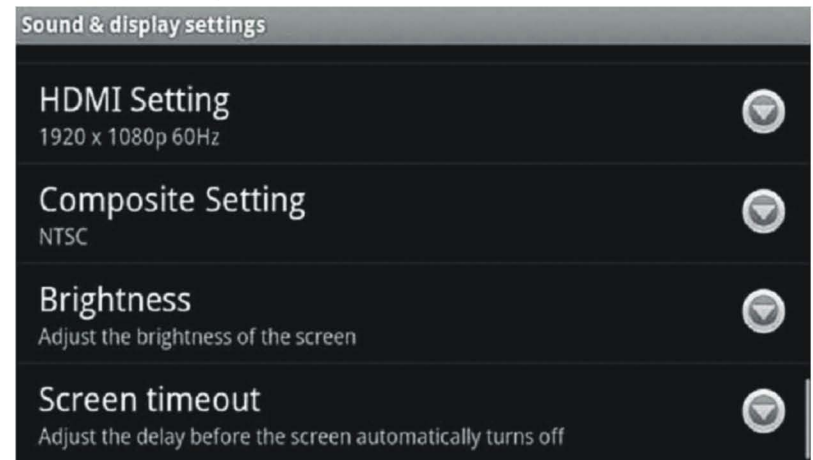 Sound & display settings
HDMI Setting
1920 x 1080p 60Hz
Composite Setting
NTSC
Brightness
Adjust the brightness of the screen
Screen timeout
Adjust the delay before the screen automatically turns off